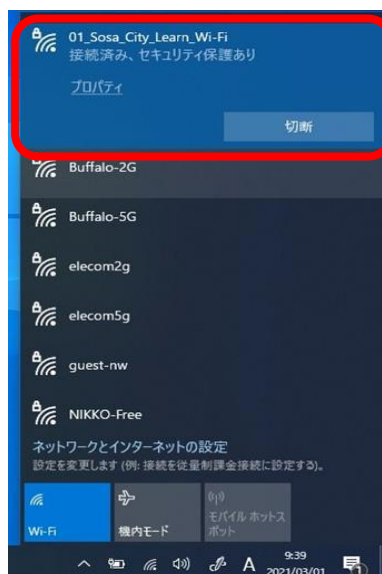 01_Sosa_City_Learn_Wi-Fi
接続済み、セキュリティ保護あり
プロパティ
切断
Buffalo-2G
Buffalo-5G
elecom2g
elecom5g
guest-nw
NIKKO-Free
ネットワークとインターネットの設定
設定を変更します (例: 接続を従量制課金接続に設定する)。
Wi-Fi
機内モード
モバイル ホットス
ポット
A
9:39
2021/03/01
1